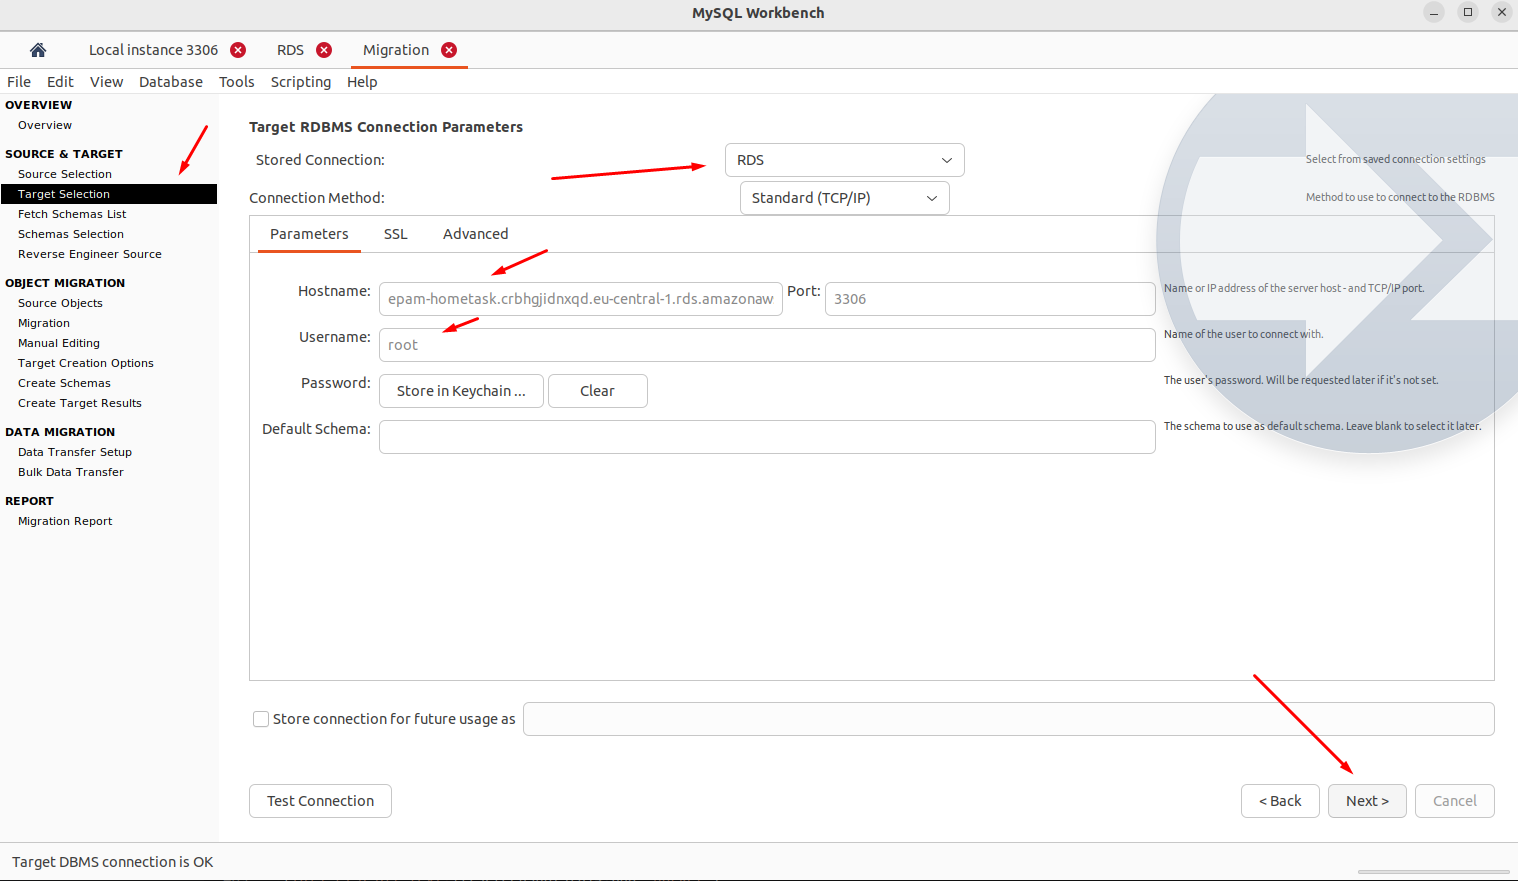 MySQL Workbench
Local instance 3306 RDS Migration
File Edit View Database Tools Scripting Help
OVERVIEW
Overview
SOURCE & TARGET
Source Selection
Target Selection
Fetch Schemas List
Schemas Selection
Reverse Engineer Source
OBJECT MIGRATION
Source Objects
Migration
Manual Editing
Target Creation Options
Create Schemas
Create Target Results
DATA MIGRATION
Data Transfer Setup
Bulk Data Transfer
REPORT
Migration Report
Target RDBMS Connection Parameters
Stored Connection: RDS Select from saved connection settings
Connection Method: Standard (TCP/IP) Method to use to connect to the RDBMS
Parameters SSL Advanced
Hostname: epam-hometask.crbhgjidnxqd.eu-central-1.rds.amazonaw Port: 3306 Name or IP address of the server host - and TCP/IP port.
Username: root Name of the user to connect with.
Password: Store in Keychain ... Clear The user's password. Will be requested later if it's not set.
Default Schema: The schema to use as default schema. Leave blank to select it later.
Store connection for future usage as
Test Connection < Back Next > Cancel
Target DBMS connection is OK